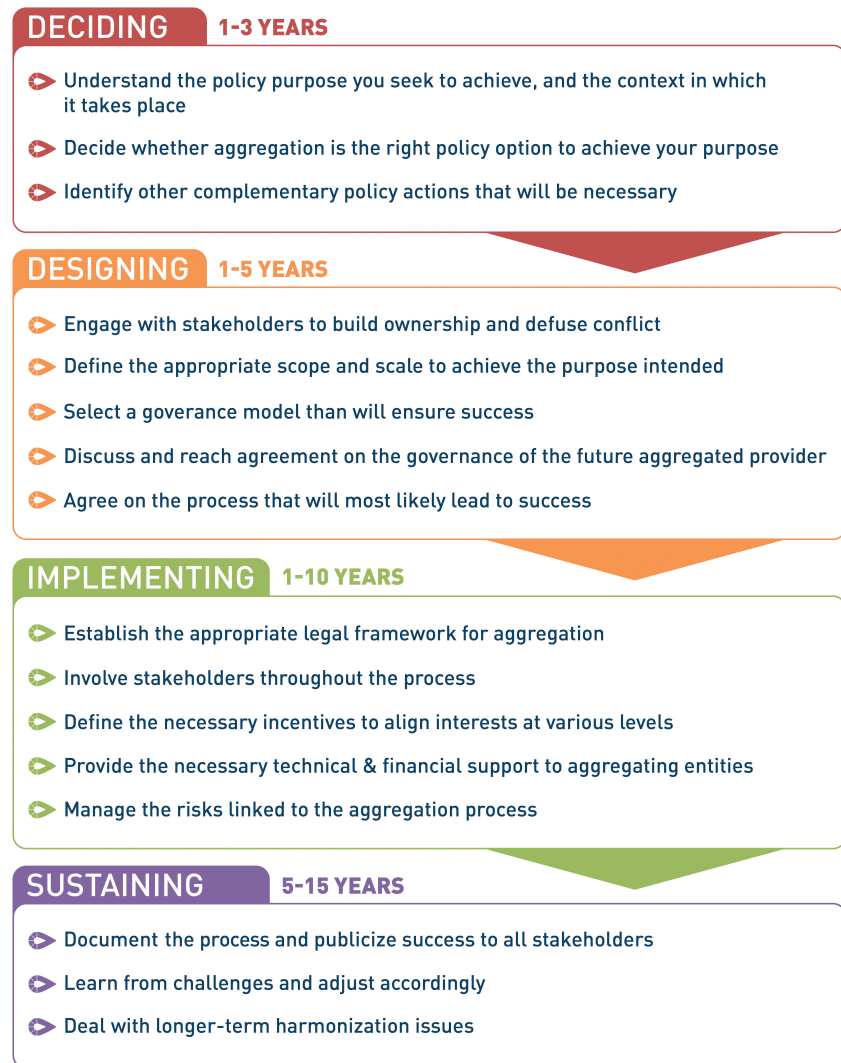 DECIDING 1-3 YEARS
Understand the policy purpose you seek to achieve, and the context in which
it takes place
Decide whether aggregation is the right policy option to achieve your purpose
Identify other complementary policy actions that will be necessary
DESIGNING 1-5 YEARS
Engage with stakeholders to build ownership and defuse conflict
Define the appropriate scope and scale to achieve the purpose intended
Select a goverance model than will ensure success
Discuss and reach agreement on the governance of the future aggregated provider
Agree on the process that will most likely lead to success
IMPLEMENTING 1-10 YEARS
Establish the appropriate legal framework for aggregation
Involve stakeholders throughout the process
Define the necessary incentives to align interests at various levels
Provide the necessary technical & financial support to aggregating entities
Manage the risks linked to the aggregation process
SUSTAINING 5-15 YEARS
Document the process and publicize success to all stakeholders
Learn from challenges and adjust accordingly
Deal with longer-term harmonization issues